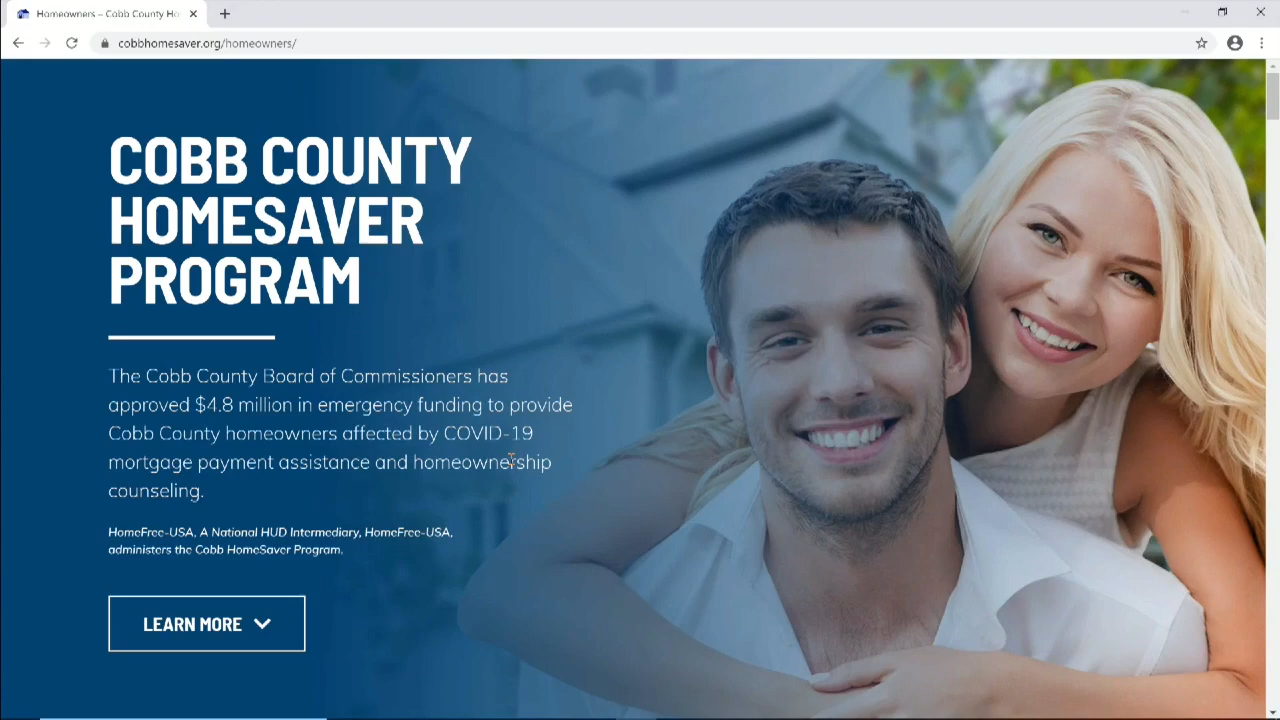 Homeowners – Cobb County Ho
cobbhomesaver.org/homeowners/
COBB COUNTY
HOMESAVER
PROGRAM
The Cobb County Board of Commissioners has
approved $4.8 million in emergency funding to provide
Cobb County homeowners affected by COVID-19
mortgage payment assistance and homeownership
counseling.
HomeFree-USA, A National HUD Intermediary, HomeFree-USA,
administers the Cobb HomeSaver Program.
LEARN MORE